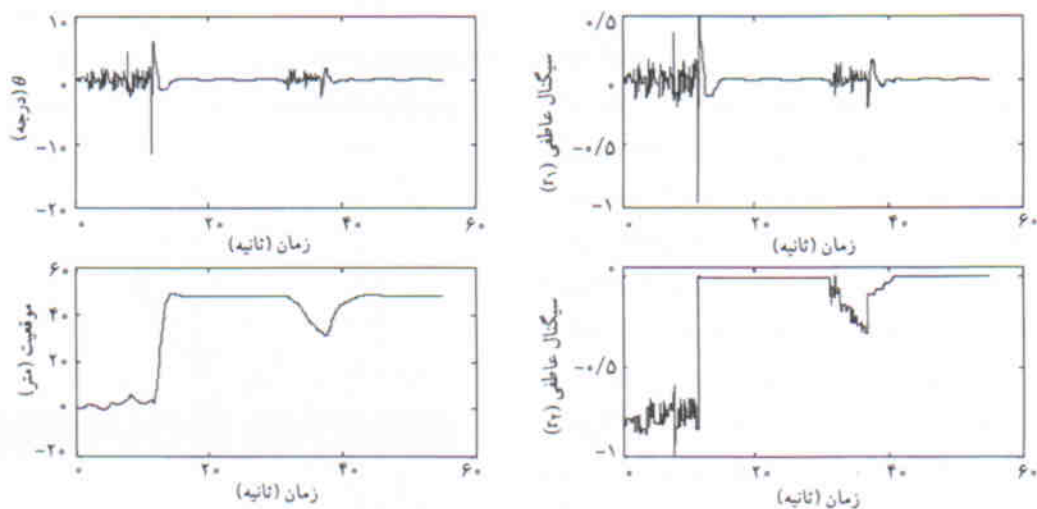 ۱۰
۰
−۱۰
−۲۰
θ (درجه)
۰ ۲۰ ۴۰ ۶۰
زمان (ثانیه)
۰/۵
۰
−۰/۵
−۱
سیگنال عاطفی (r۱)
۰ ۲۰ ۴۰ ۶۰
زمان (ثانیه)
۶۰
۴۰
۲۰
۰
−۲۰
موقعیت (متر)
۰ ۲۰ ۴۰ ۶۰
زمان (ثانیه)
۰
−۰/۵
−۱
سیگنال عاطفی (r۲)
۰ ۲۰ ۴۰ ۶۰
زمان (ثانیه)